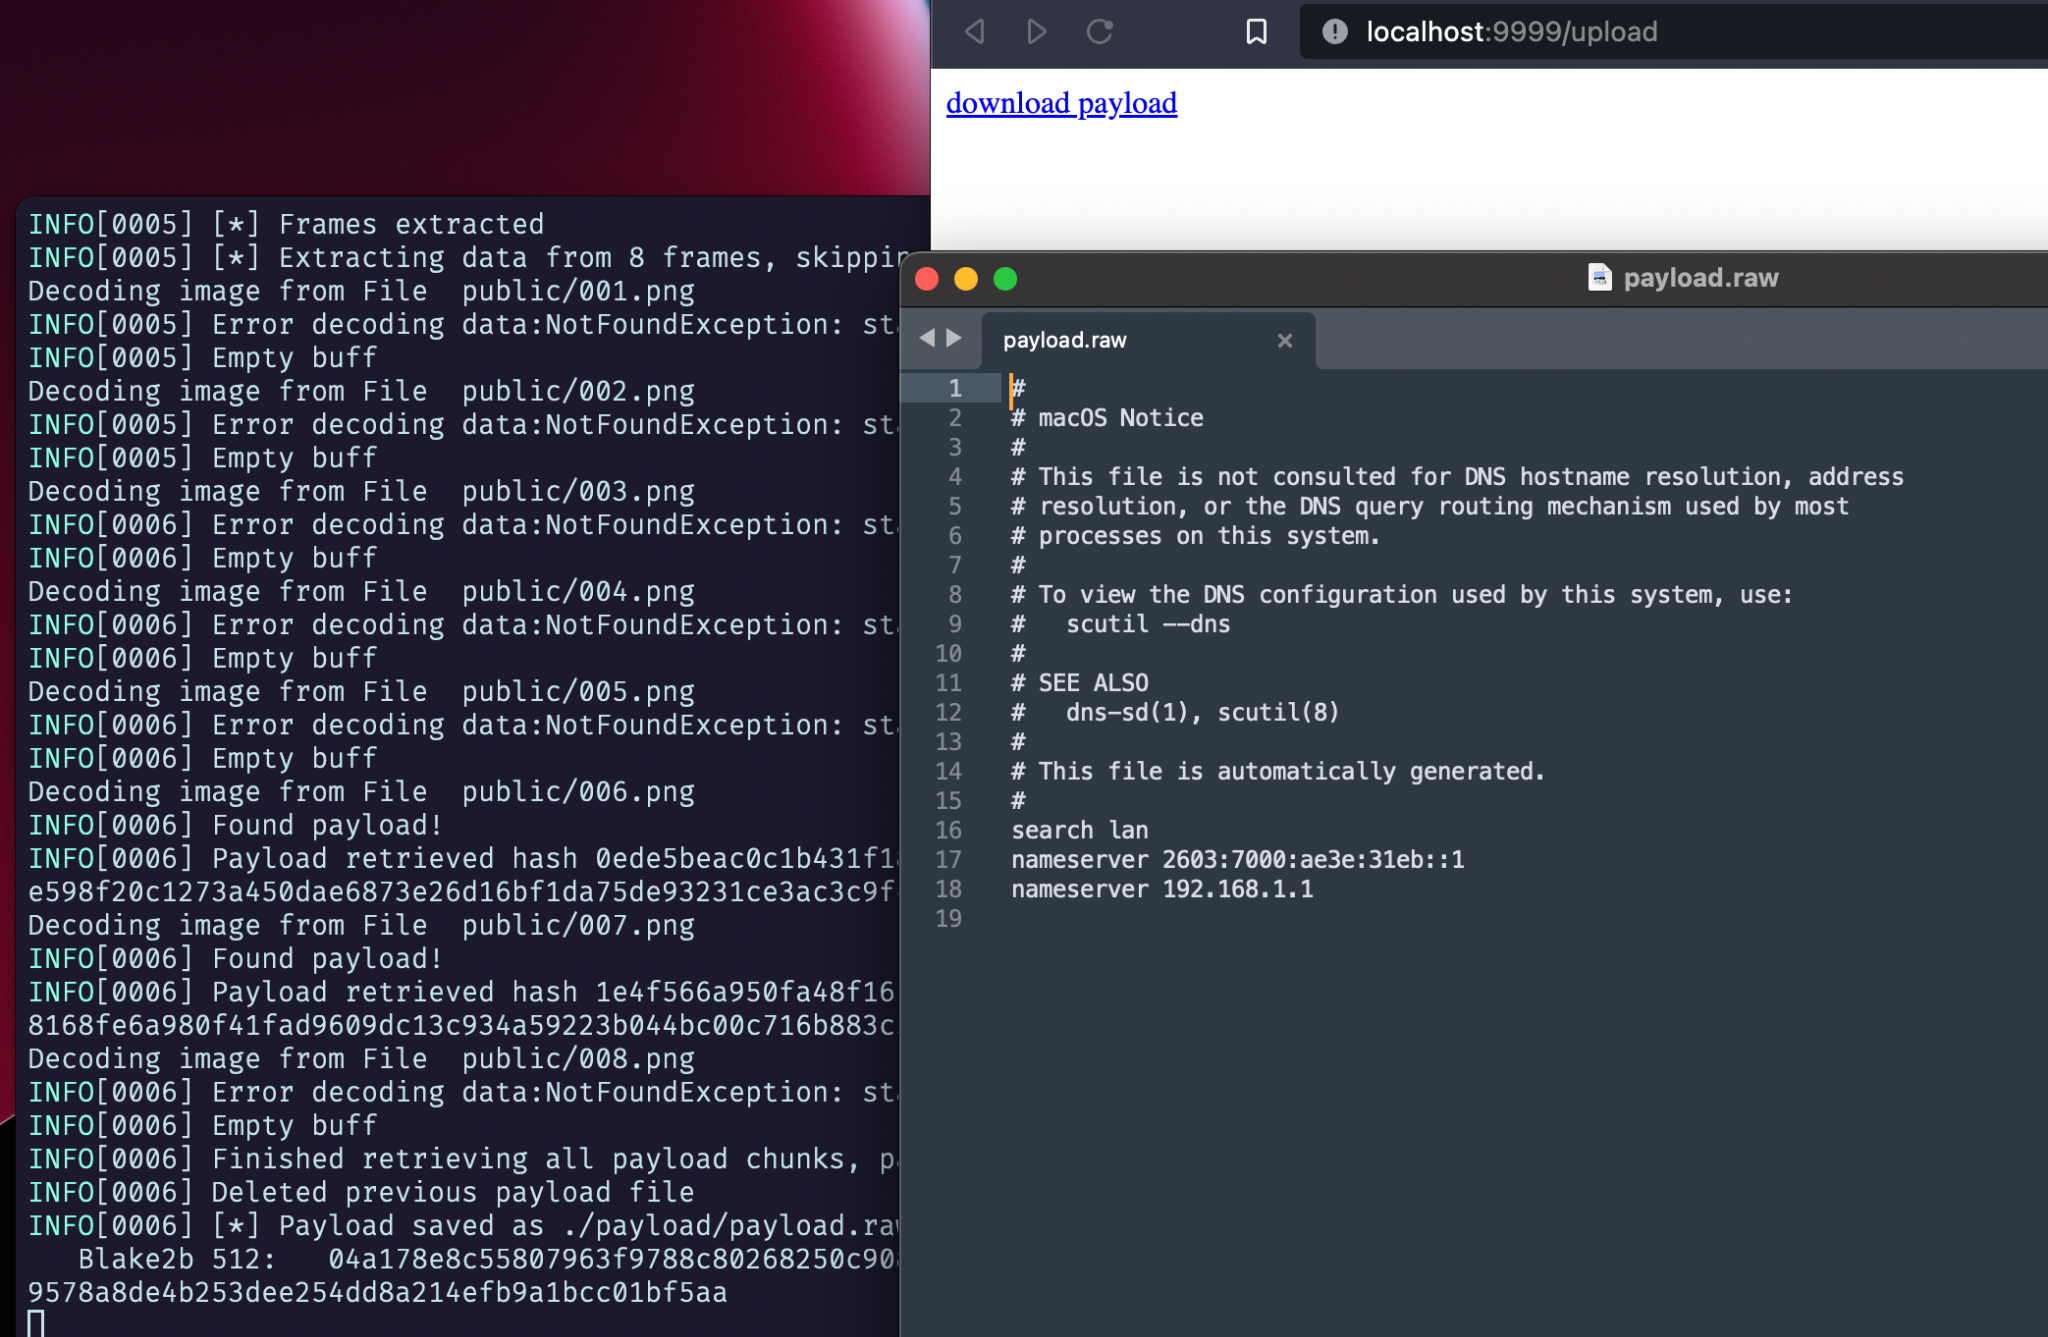 localhost:9999/upload
download payload
INFO[0005] [*] Frames extracted
INFO[0005] [*] Extracting data from 8 frames,
Decoding image from File  public/001.png
INFO[0005] Error decoding data:NotFoundException:
INFO[0005] Empty buff
Decoding image from File  public/002.png
INFO[0005] Error decoding data:NotFoundException:
INFO[0005] Empty buff
Decoding image from File  public/003.png
INFO[0006] Error decoding data:NotFoundException:
INFO[0006] Empty buff
Decoding image from File  public/004.png
INFO[0006] Error decoding data:NotFoundException:
INFO[0006] Empty buff
Decoding image from File  public/005.png
INFO[0006] Error decoding data:NotFoundException:
INFO[0006] Empty buff
Decoding image from File  public/006.png
INFO[0006] Found payload!
INFO[0006] Payload retrieved hash 0ede5beac0c1b431f1
e598f20c1273a450dae6873e26d16bf1da75de93231ce3ac3c9f
Decoding image from File  public/007.png
INFO[0006] Found payload!
INFO[0006] Payload retrieved hash 1e4f566a950fa48f16
8168fe6a980f41fad9609dc13c934a59223b044bc00c716b883c
Decoding image from File  public/008.png
INFO[0006] Error decoding data:NotFoundException:
INFO[0006] Empty buff
INFO[0006] Finished retrieving all payload chunks,
INFO[0006] Deleted previous payload file
INFO[0006] [*] Payload saved as ./payload/payload.raw
Blake2b 512:   04a178e8c55807963f9788c80268250c90
9578a8de4b253dee254dd8a214efb9a1bcc01bf5aa
payload.raw
payload.raw
1 #
2 # macOS Notice
3 #
4 # This file is not consulted for DNS hostname resolution, address
5 # resolution, or the DNS query routing mechanism used by most
6 # processes on this system.
7 #
8 # To view the DNS configuration used by this system, use:
9 #   scutil --dns
10 #
11 # SEE ALSO
12 #   dns-sd(1), scutil(8)
13 #
14 # This file is automatically generated.
15 #
16 search lan
17 nameserver 2603:7000:ae3e:31eb::1
18 nameserver 192.168.1.1
19